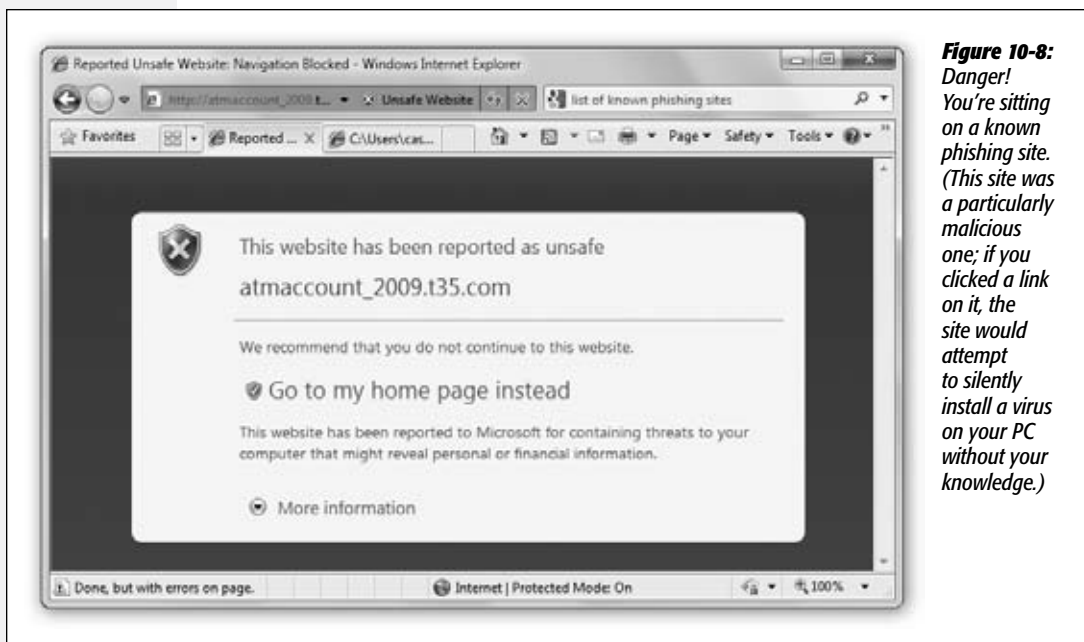 Reported Unsafe Website: Navigation Blocked - Windows Internet Explorer
http://atmaccount_2009.t... Unsafe Website list of known phishing sites
Favorites Reported ... X C:\Users\cas... Page Safety Tools
This website has been reported as unsafe
atmaccount_2009.t35.com
We recommend that you do not continue to this website.
Go to my home page instead
This website has been reported to Microsoft for containing threats to your
computer that might reveal personal or financial information.
More information
Done, but with errors on page. Internet | Protected Mode: On 100%
Figure 10-8:
Danger!
You're sitting
on a known
phishing site.
(This site was
a particularly
malicious
one; if you
clicked a link
on it, the
site would
attempt
to silently
install a virus
on your PC
without your
knowledge.)